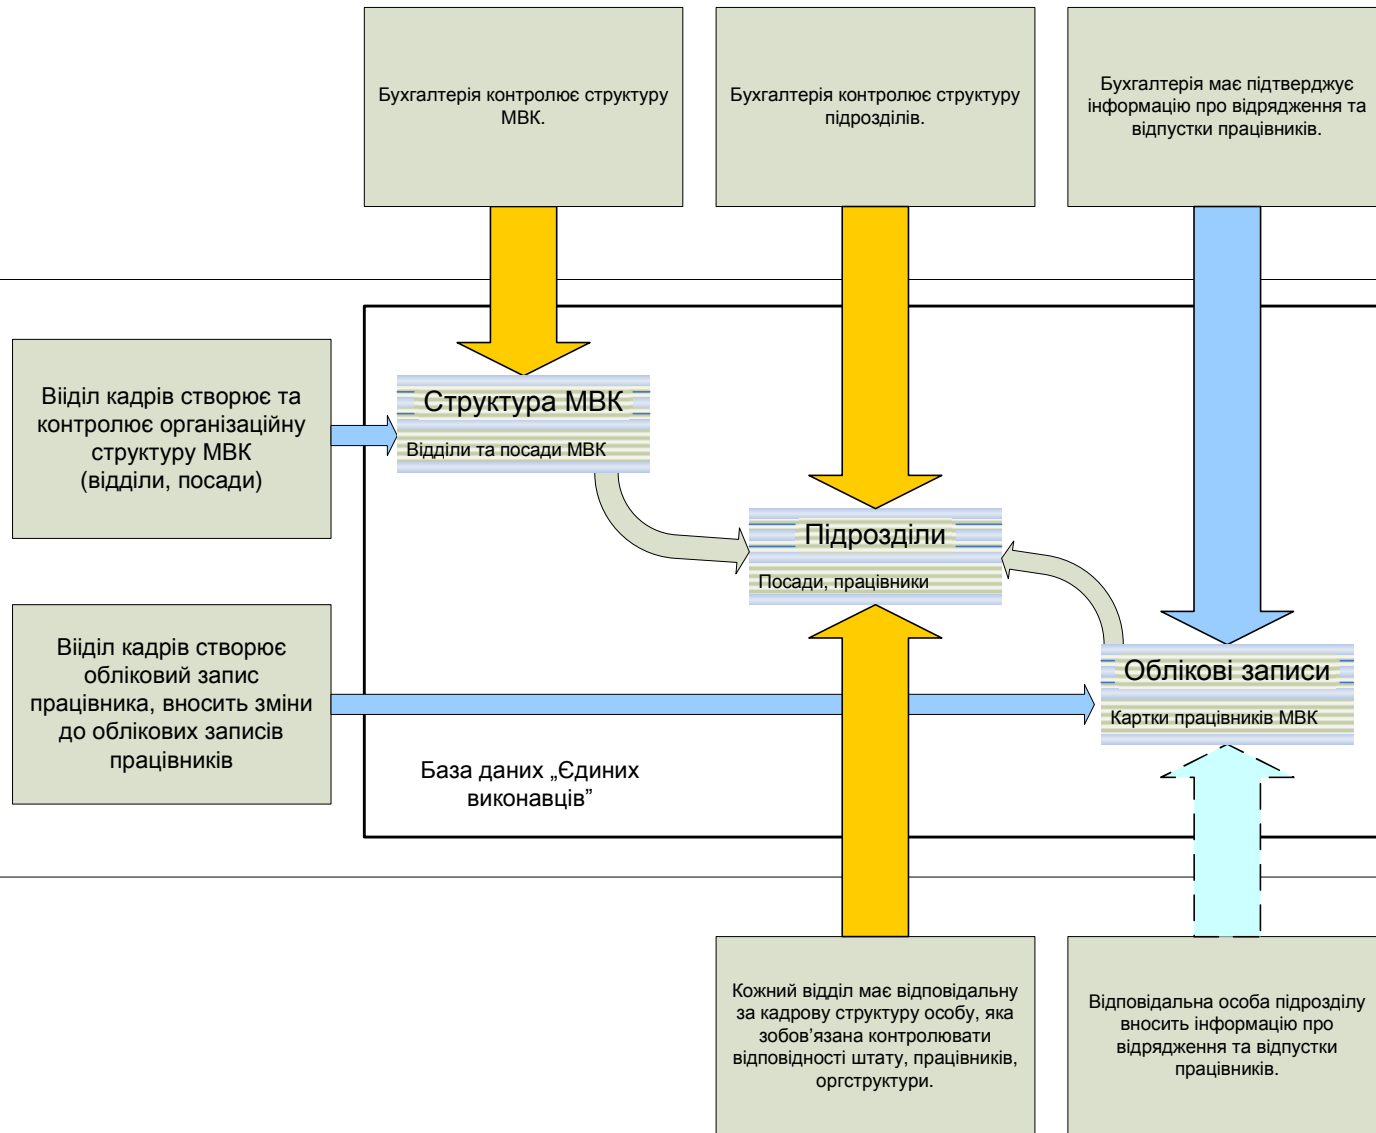 Бухгалтерія контролює структуру
МВК.
Бухгалтерія контролює структуру
підрозділів.
Бухгалтерія має підтверджує
інформацію про відрядження та
відпустки працівників.
Вііділ кадрів створює та
контролює організаційну
структуру МВК
(відділи, посади)
Структура МВК
Відділи та посади МВК
Підрозділи
Посади, працівники
Вііділ кадрів створює
обліковий запис
працівника, вносить зміни
до облікових записів
працівників
Облікові записи
Картки працівників МВК
База даних „Єдиних
виконавців”
Кожний відділ має відповідальну
за кадрову структуру особу, яка
зобов’язана контролювати
відповідності штату, працівників,
оргструктури.
Відповідальна особа підрозділу
вносить інформацію про
відрядження та відпустки
працівників.